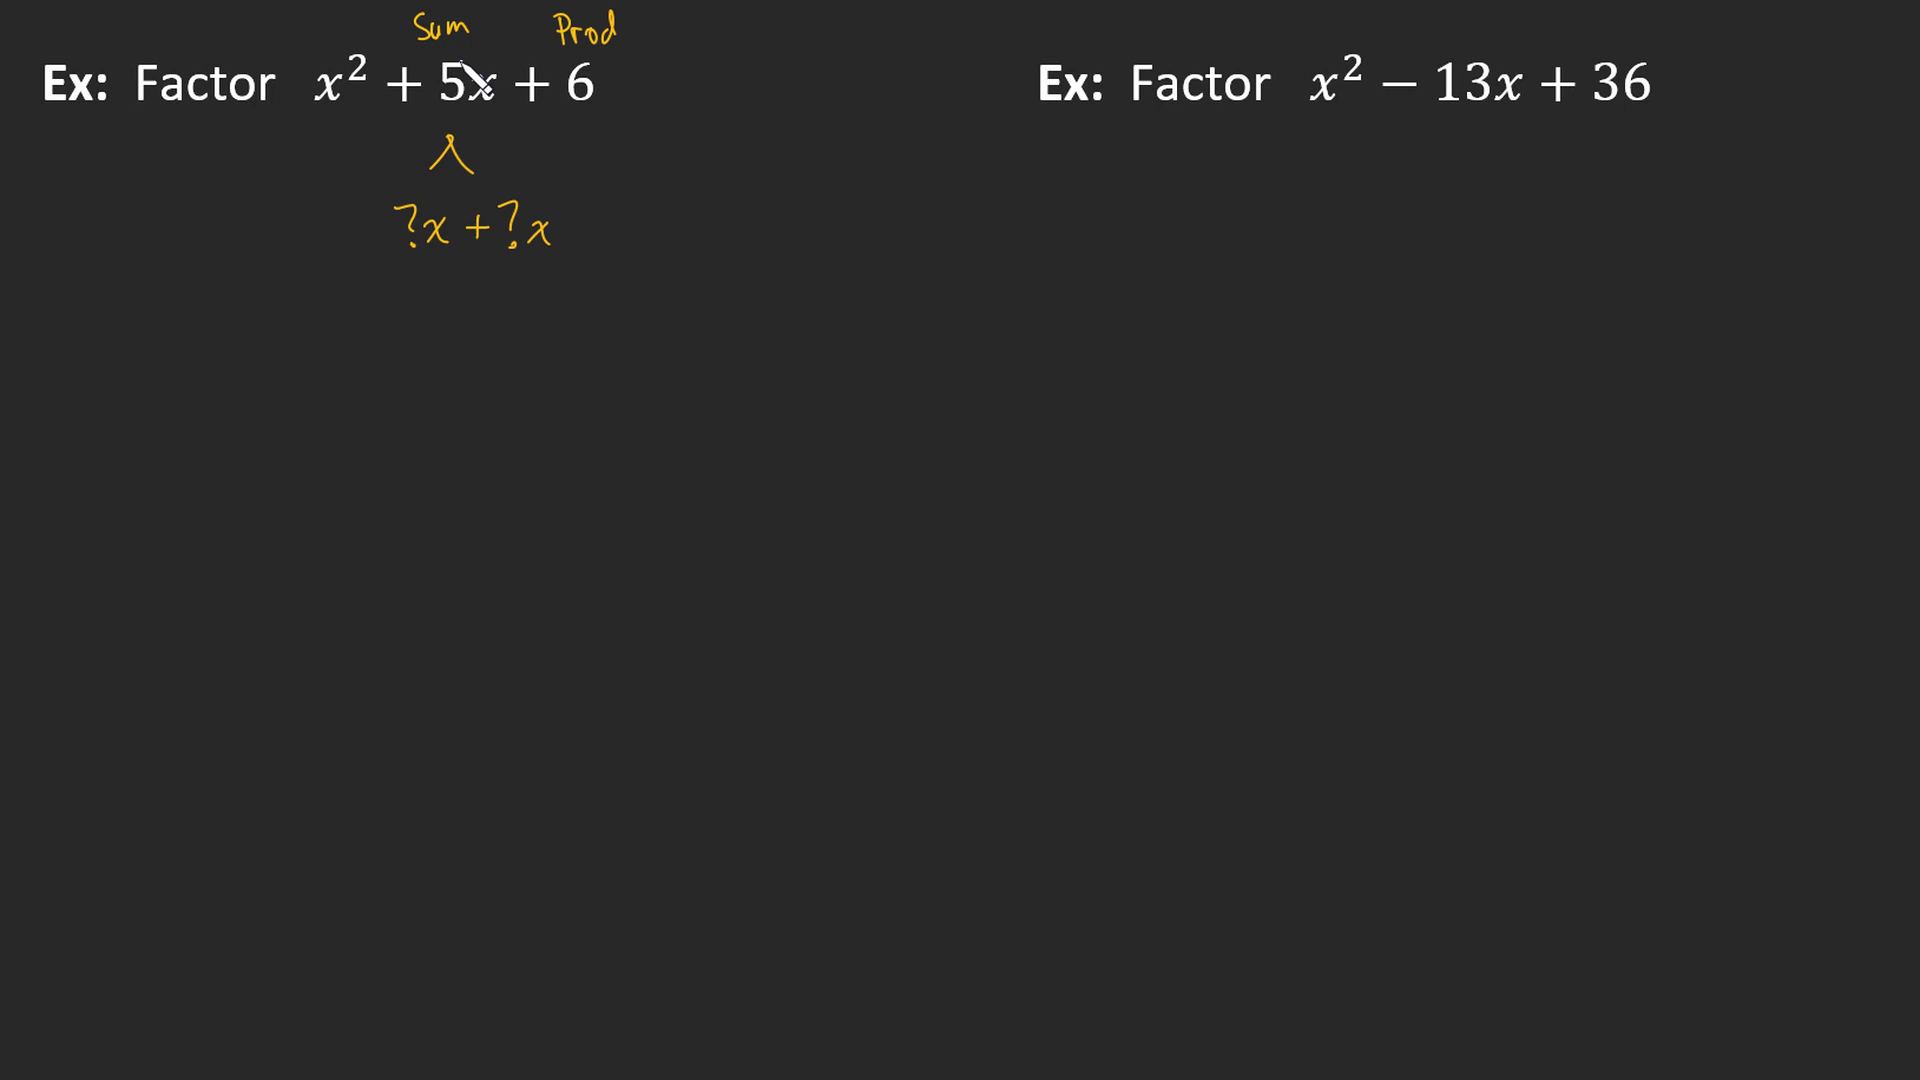 Sum Prod
Ex: Factor x² + 5x + 6
?x + ?x
Ex: Factor x² − 13x + 36